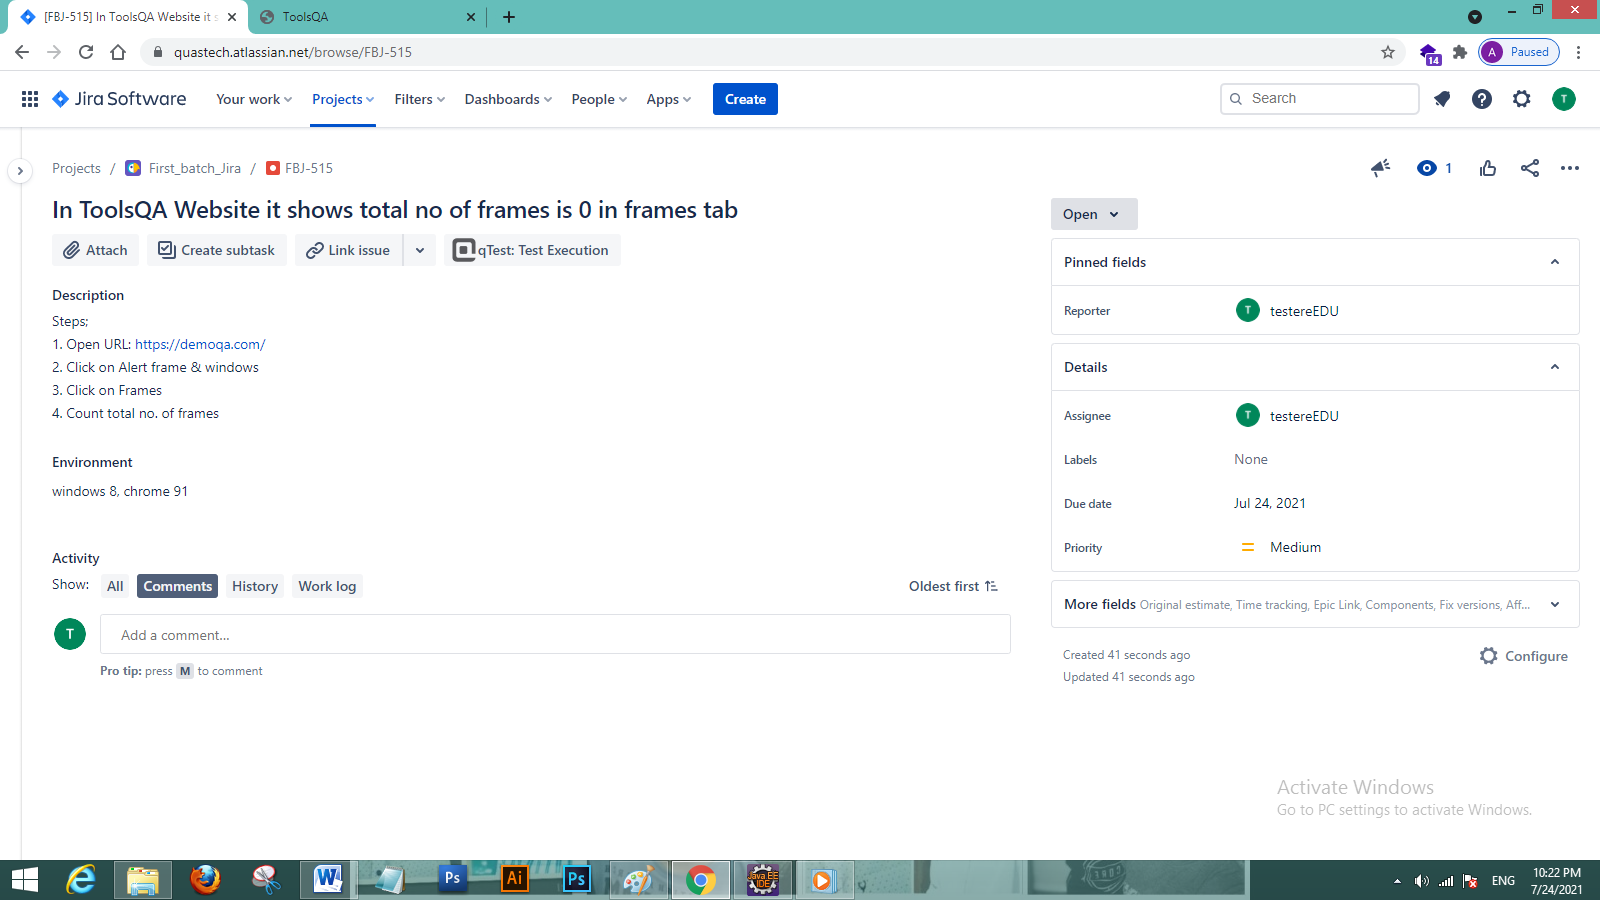 [FBJ-515] In ToolsQA Website it s
ToolsQA
quastech.atlassian.net/browse/FBJ-515
14
A
Paused
Jira Software
Your work
Projects
Filters
Dashboards
People
Apps
Create
Search
T
Projects / First_batch_Jira / FBJ-515
1
In ToolsQA Website it shows total no of frames is 0 in frames tab
Attach
Create subtask
Link issue
qTest: Test Execution
Description
Steps;
1. Open URL: https://demoqa.com/
2. Click on Alert frame & windows
3. Click on Frames
4. Count total no. of frames
Environment
windows 8, chrome 91
Activity
Show:
All
Comments
History
Work log
Oldest first
T
Add a comment...
Pro tip: press M to comment
Open
Pinned fields
Reporter
T
testereEDU
Details
Assignee
T
testereEDU
Labels
None
Due date
Jul 24, 2021
Priority
Medium
More fields Original estimate, Time tracking, Epic Link, Components, Fix versions, Aff...
Created 41 seconds ago
Updated 41 seconds ago
Configure
Activate Windows
Go to PC settings to activate Windows.
W
Ps
Ai
Ps
Java EE
IDE
ENG
10:22 PM
7/24/2021